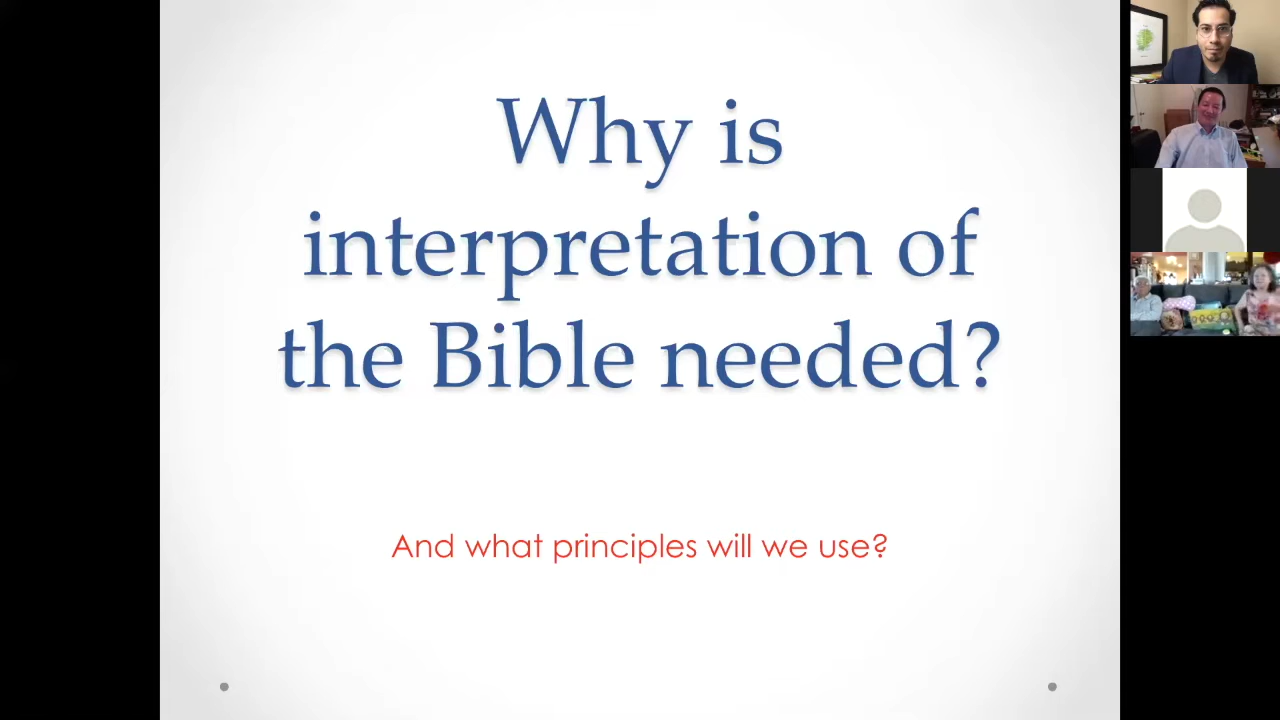 Why is
interpretation of
the Bible needed?
And what principles will we use?